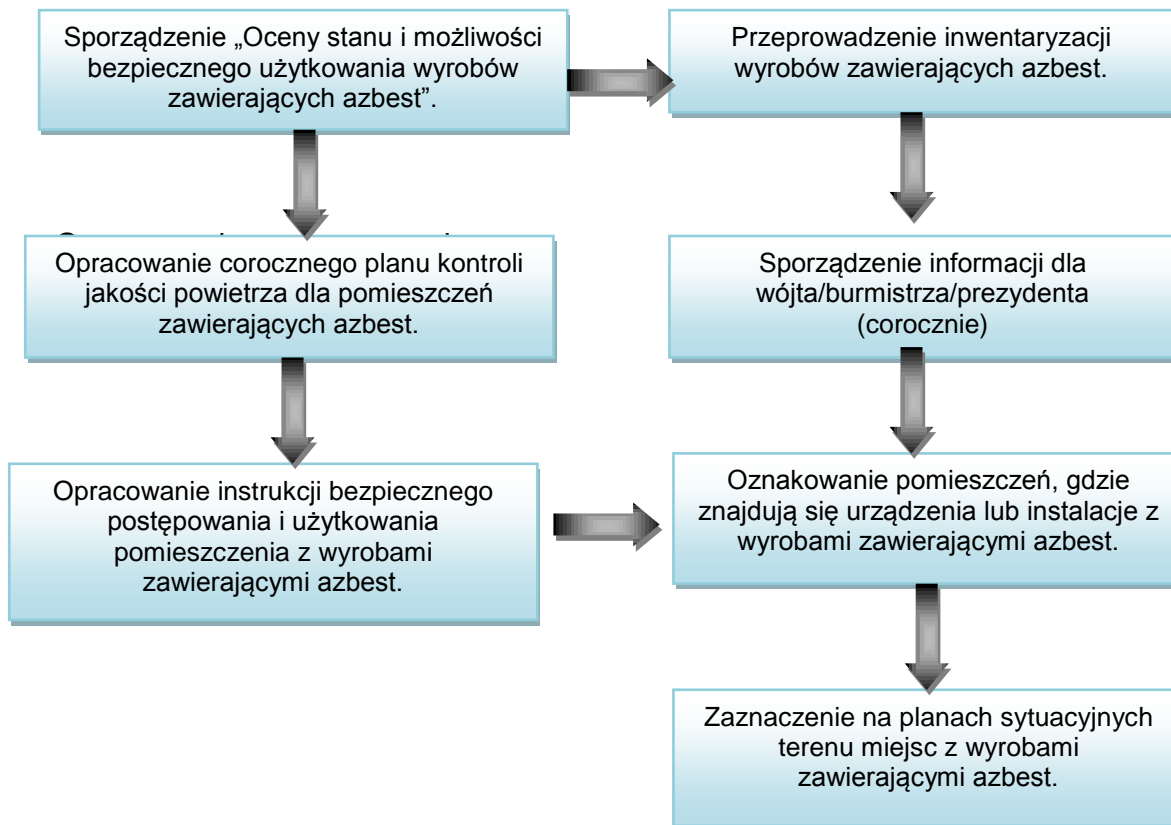 Sporządzenie „Oceny stanu i możliwości
bezpiecznego użytkowania wyrobów
zawierających azbest”.
Przeprowadzenie inwentaryzacji
wyrobów zawierających azbest.
Opracowanie corocznego planu kontroli
jakości powietrza dla pomieszczeń
zawierających azbest.
Sporządzenie informacji dla
wójta/burmistrza/prezydenta
(corocznie)
Opracowanie instrukcji bezpiecznego
postępowania i użytkowania
pomieszczenia z wyrobami
zawierającymi azbest.
Oznakowanie pomieszczeń, gdzie
znajdują się urządzenia lub instalacje z
wyrobami zawierającymi azbest.
Zaznaczenie na planach sytuacyjnych
terenu miejsc z wyrobami
zawierającymi azbest.